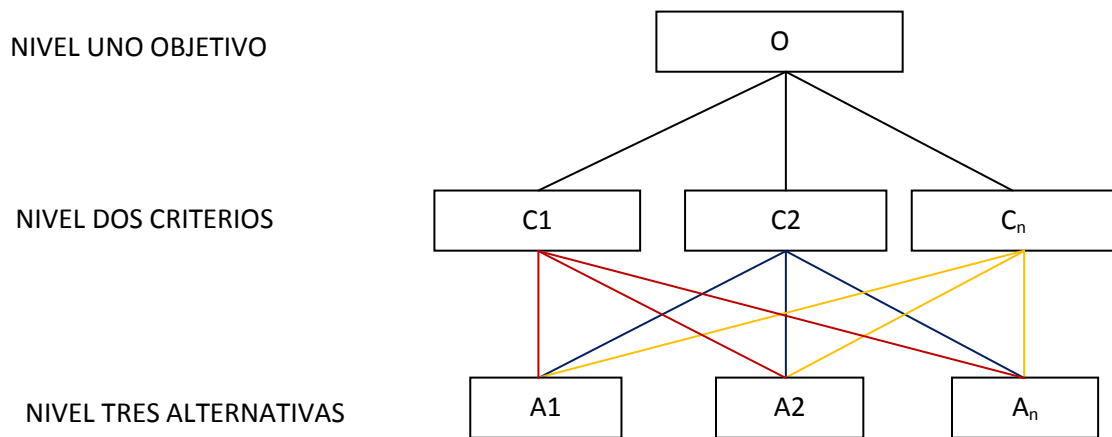 NIVEL UNO OBJETIVO
O
NIVEL DOS CRITERIOS
C1
C2
Cₙ
NIVEL TRES ALTERNATIVAS
A1
A2
Aₙ